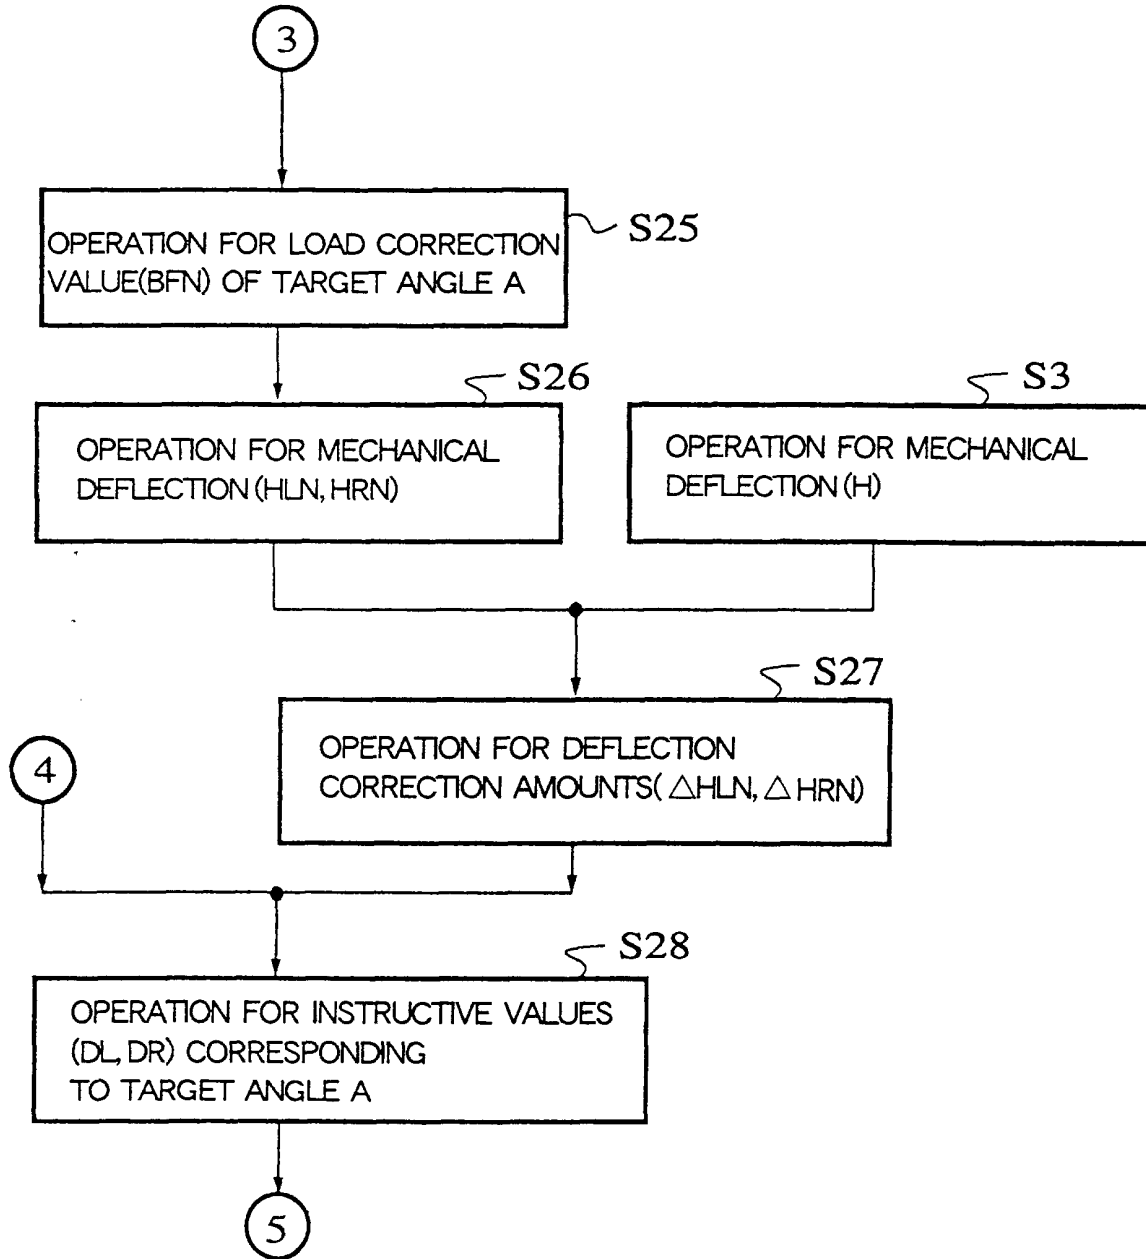 3
OPERATION FOR LOAD CORRECTION
VALUE(BFN) OF TARGET ANGLE A
S25
S26
OPERATION FOR MECHANICAL
DEFLECTION(HLN, HRN)
S3
OPERATION FOR MECHANICAL
DEFLECTION(H)
S27
OPERATION FOR DEFLECTION
CORRECTION AMOUNTS(△HLN, △HRN)
4
S28
OPERATION FOR INSTRUCTIVE VALUES
(DL, DR) CORRESPONDING
TO TARGET ANGLE A
5